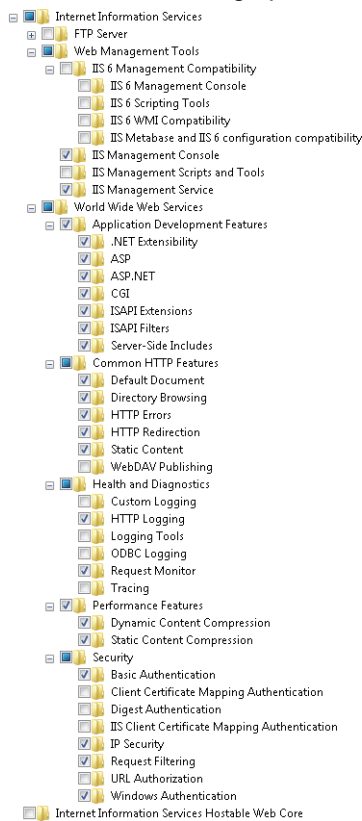 Internet Information Services
FTP Server
Web Management Tools
IIS 6 Management Compatibility
IIS 6 Management Console
IIS 6 Scripting Tools
IIS 6 WMI Compatibility
IIS Metabase and IIS 6 configuration compatibility
IIS Management Console
IIS Management Scripts and Tools
IIS Management Service
World Wide Web Services
Application Development Features
.NET Extensibility
ASP
ASP.NET
CGI
ISAPI Extensions
ISAPI Filters
Server-Side Includes
Common HTTP Features
Default Document
Directory Browsing
HTTP Errors
HTTP Redirection
Static Content
WebDAV Publishing
Health and Diagnostics
Custom Logging
HTTP Logging
Logging Tools
ODBC Logging
Request Monitor
Tracing
Performance Features
Dynamic Content Compression
Static Content Compression
Security
Basic Authentication
Client Certificate Mapping Authentication
Digest Authentication
IIS Client Certificate Mapping Authentication
IP Security
Request Filtering
URL Authorization
Windows Authentication
Internet Information Services Hostable Web Core